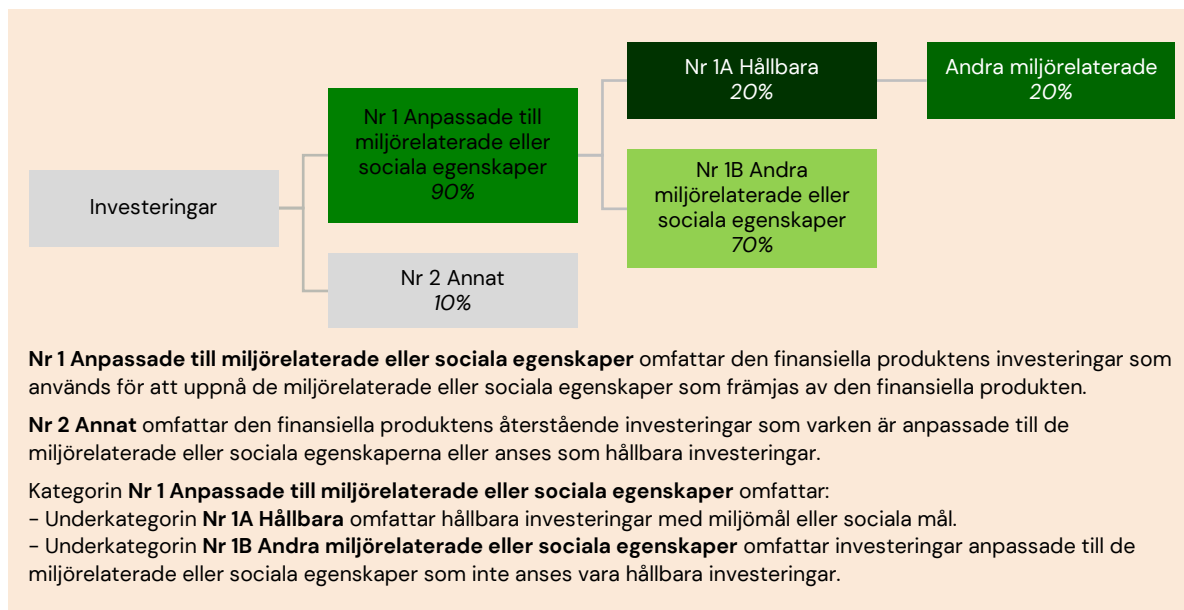 Investeringar
Nr 1 Anpassade till
miljörelaterade eller
sociala egenskaper
90%
Nr 2 Annat
10%
Nr 1A Hållbara
20%
Nr 1B Andra
miljörelaterade eller
sociala egenskaper
70%
Andra miljörelaterade
20%
Nr 1 Anpassade till miljörelaterade eller sociala egenskaper omfattar den finansiella produktens investeringar som
används för att uppnå de miljörelaterade eller sociala egenskaper som främjas av den finansiella produkten.
Nr 2 Annat omfattar den finansiella produktens återstående investeringar som varken är anpassade till de
miljörelaterade eller sociala egenskaperna eller anses som hållbara investeringar.
Kategorin Nr 1 Anpassade till miljörelaterade eller sociala egenskaper omfattar:
– Underkategorin Nr 1A Hållbara omfattar hållbara investeringar med miljömål eller sociala mål.
– Underkategorin Nr 1B Andra miljörelaterade eller sociala egenskaper omfattar investeringar anpassade till de
miljörelaterade eller sociala egenskaper som inte anses vara hållbara investeringar.